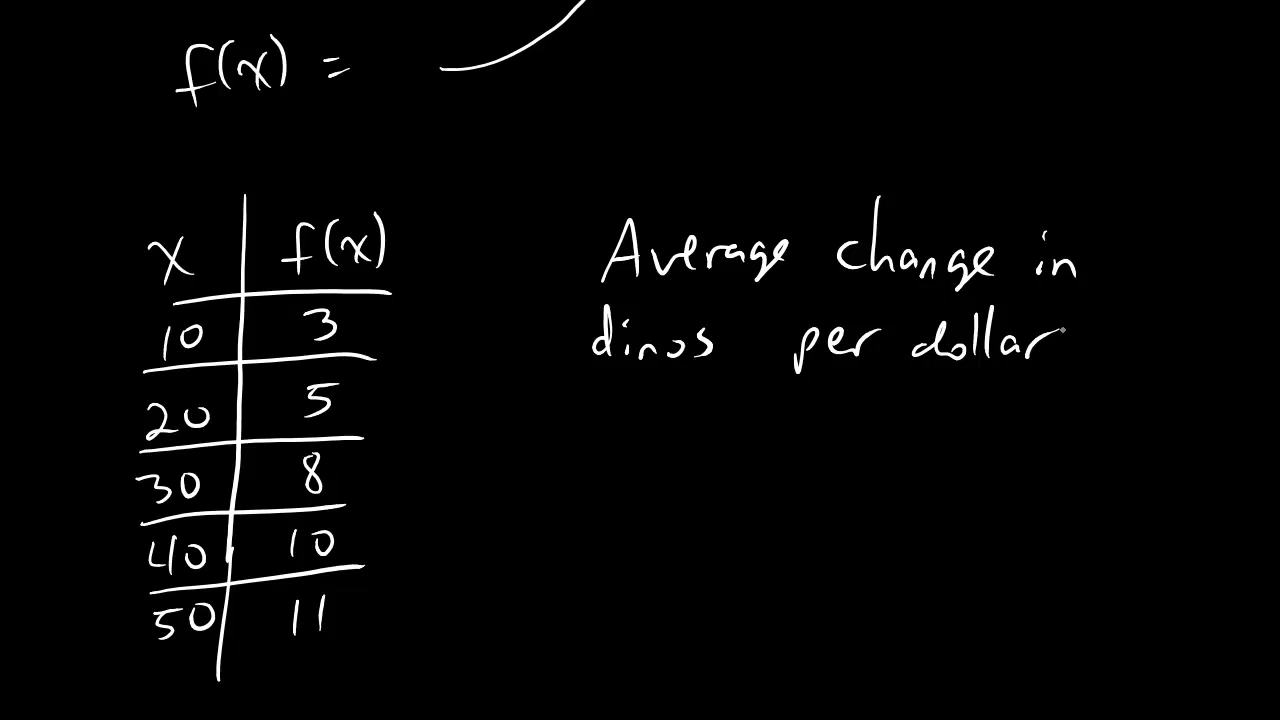 f(x) =
x f(x)
10 3
20 5
30 8
40 10
50 11
Average change in
dinos per dollar